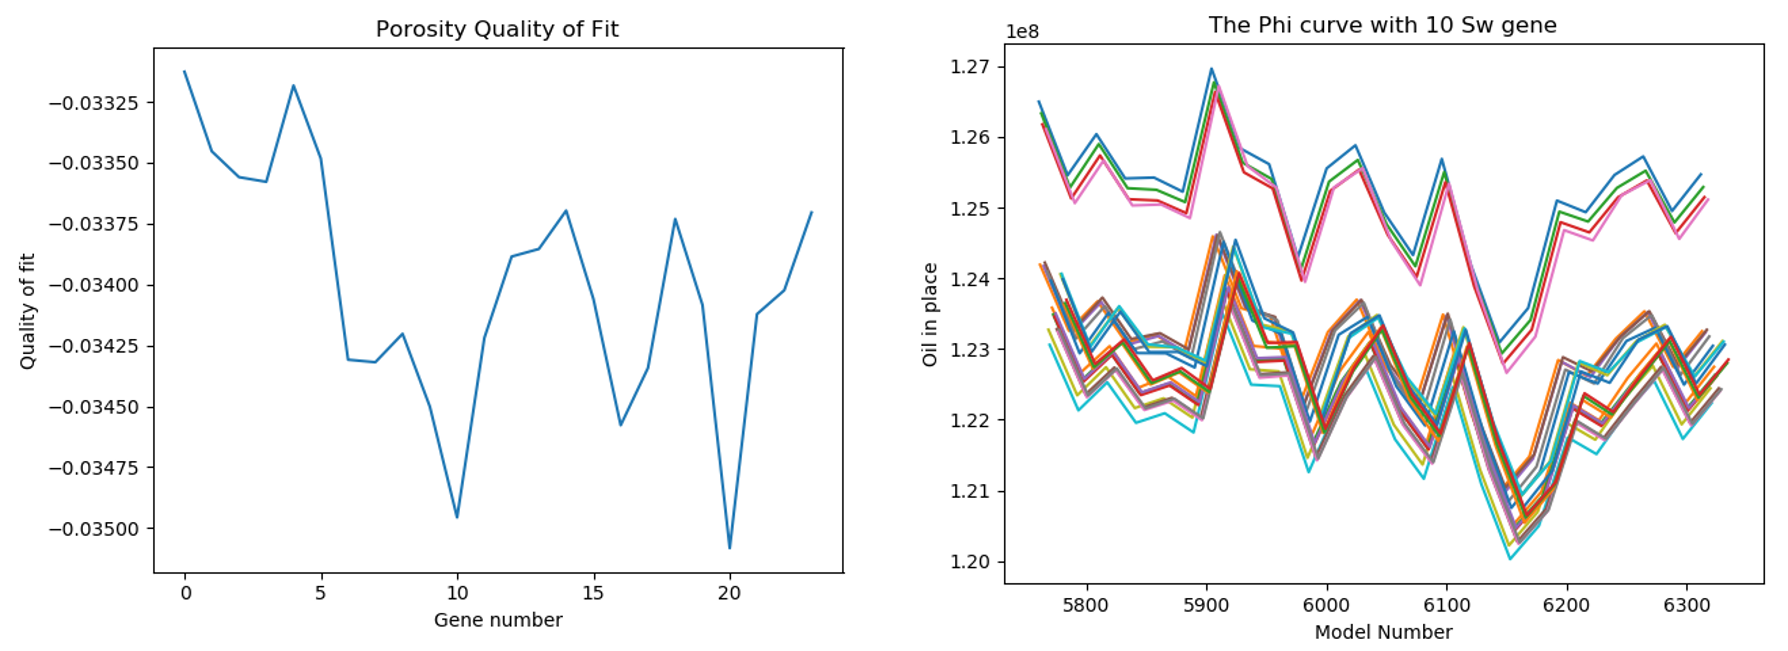 Porosity Quality of Fit
Quality of fit
−0.03325
−0.03350
−0.03375
−0.03400
−0.03425
−0.03450
−0.03475
−0.03500
0 5 10 15 20
Gene number
The Phi curve with 10 Sw gene
1e8
Oil in place
1.27
1.26
1.25
1.24
1.23
1.22
1.21
1.20
5800 5900 6000 6100 6200 6300
Model Number